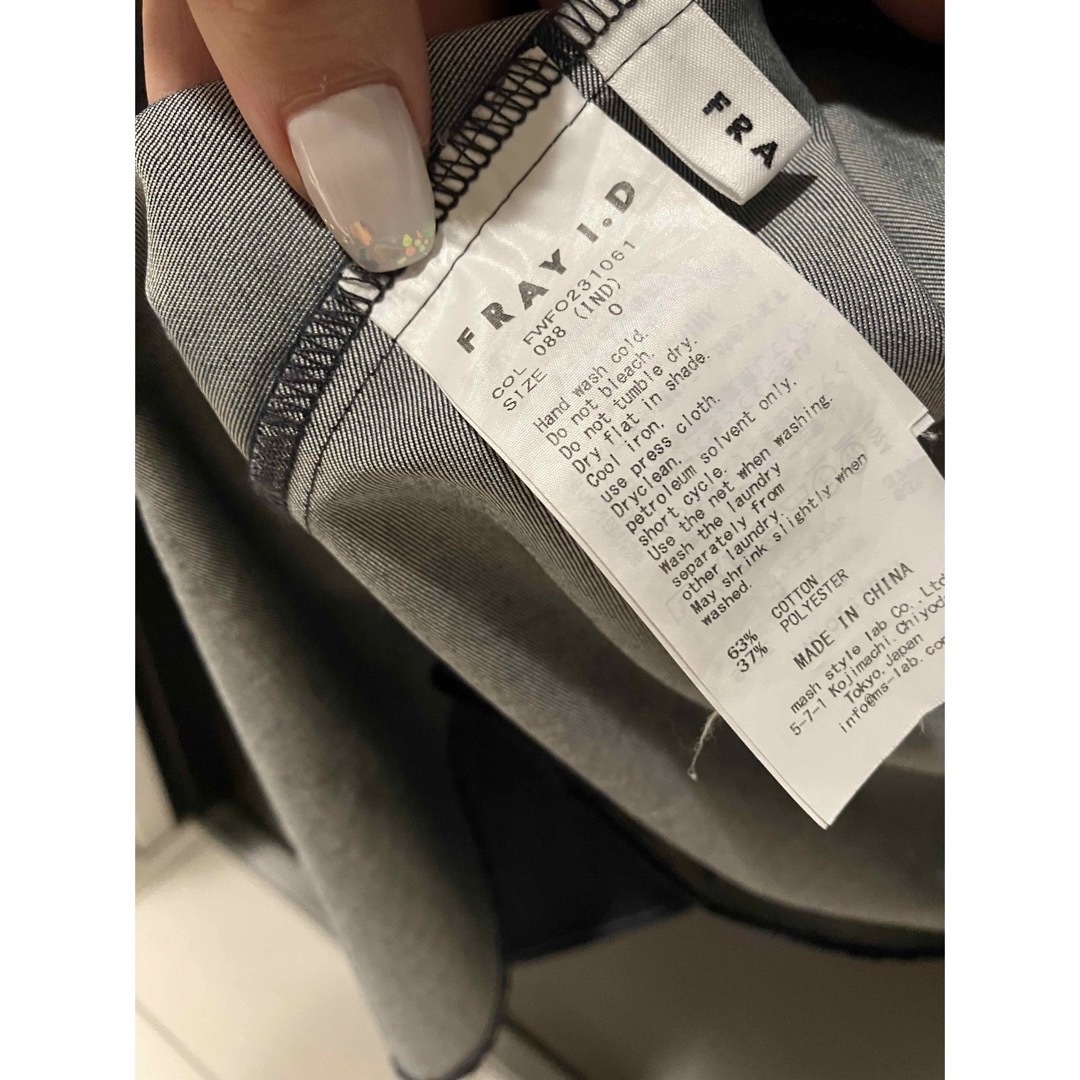 FRA
FRAY I.D
FWFO231061
COL 088 (IND)
SIZE 0
Hand wash cold.
Do not bleach.
Do not tumble dry.
Dry flat in shade.
Cool iron,
use press cloth.
Dryclean,
petroleum solvent only.
short cycle.
Use the net when washing.
Wash the laundry
separately from
other laundry.
May shrink slightly when
washed.
63% COTTON
37% POLYESTER
MADE IN CHINA
mash style lab Co.,Ltd
5-7-1 Kojimachi, Chiyoda
Tokyo,Japan
info@ms-lab.co